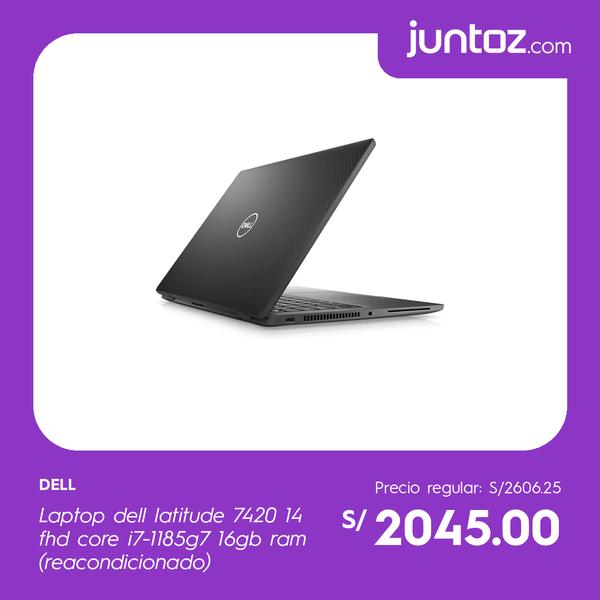 juntoz.com
DELL
DELL
Laptop dell latitude 7420 14
fhd core i7-1185g7 16gb ram
(reacondicionado)
Precio regular: S/2606.25
S/ 2045.00